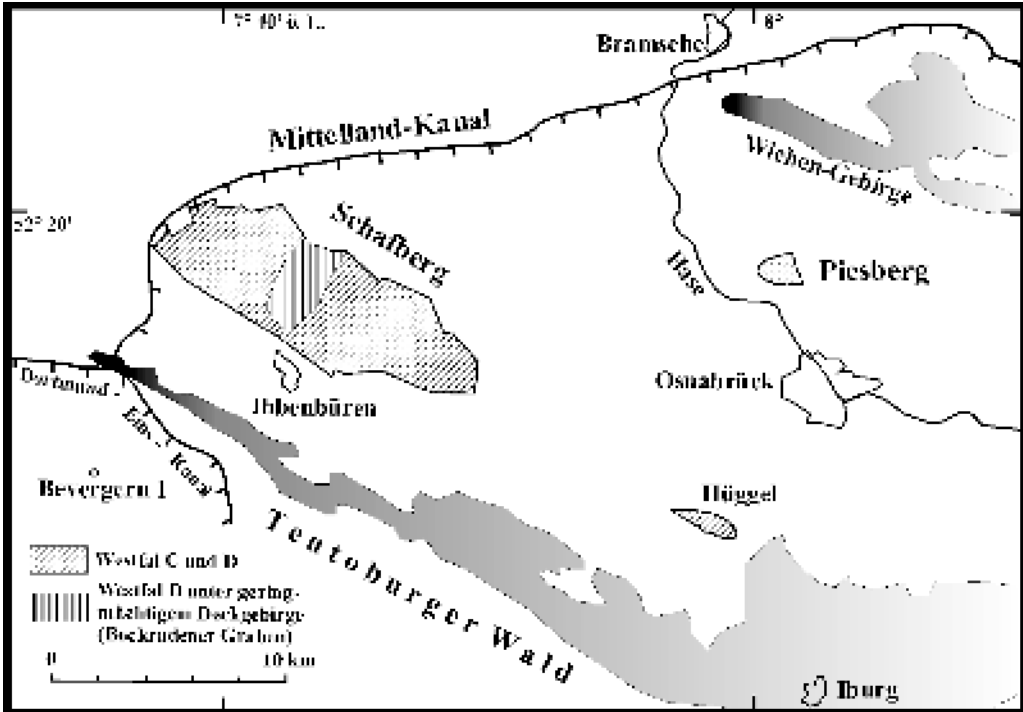 8°
Bramsche
Mittelland-Kanal
Wiehen-Gebirge
52° 20'
Schafberg
Hase
Piesberg
Dortmund-
Ems-
Kanal
Osnabrück
Ibbenbüren
Bevergern 1
Hüggel
Teutoburger Wald
Westfal C und D
Westfal D unter gering-
mächtigem Deckgebirge
(Bockradener Graben)
0 10 km
Iburg